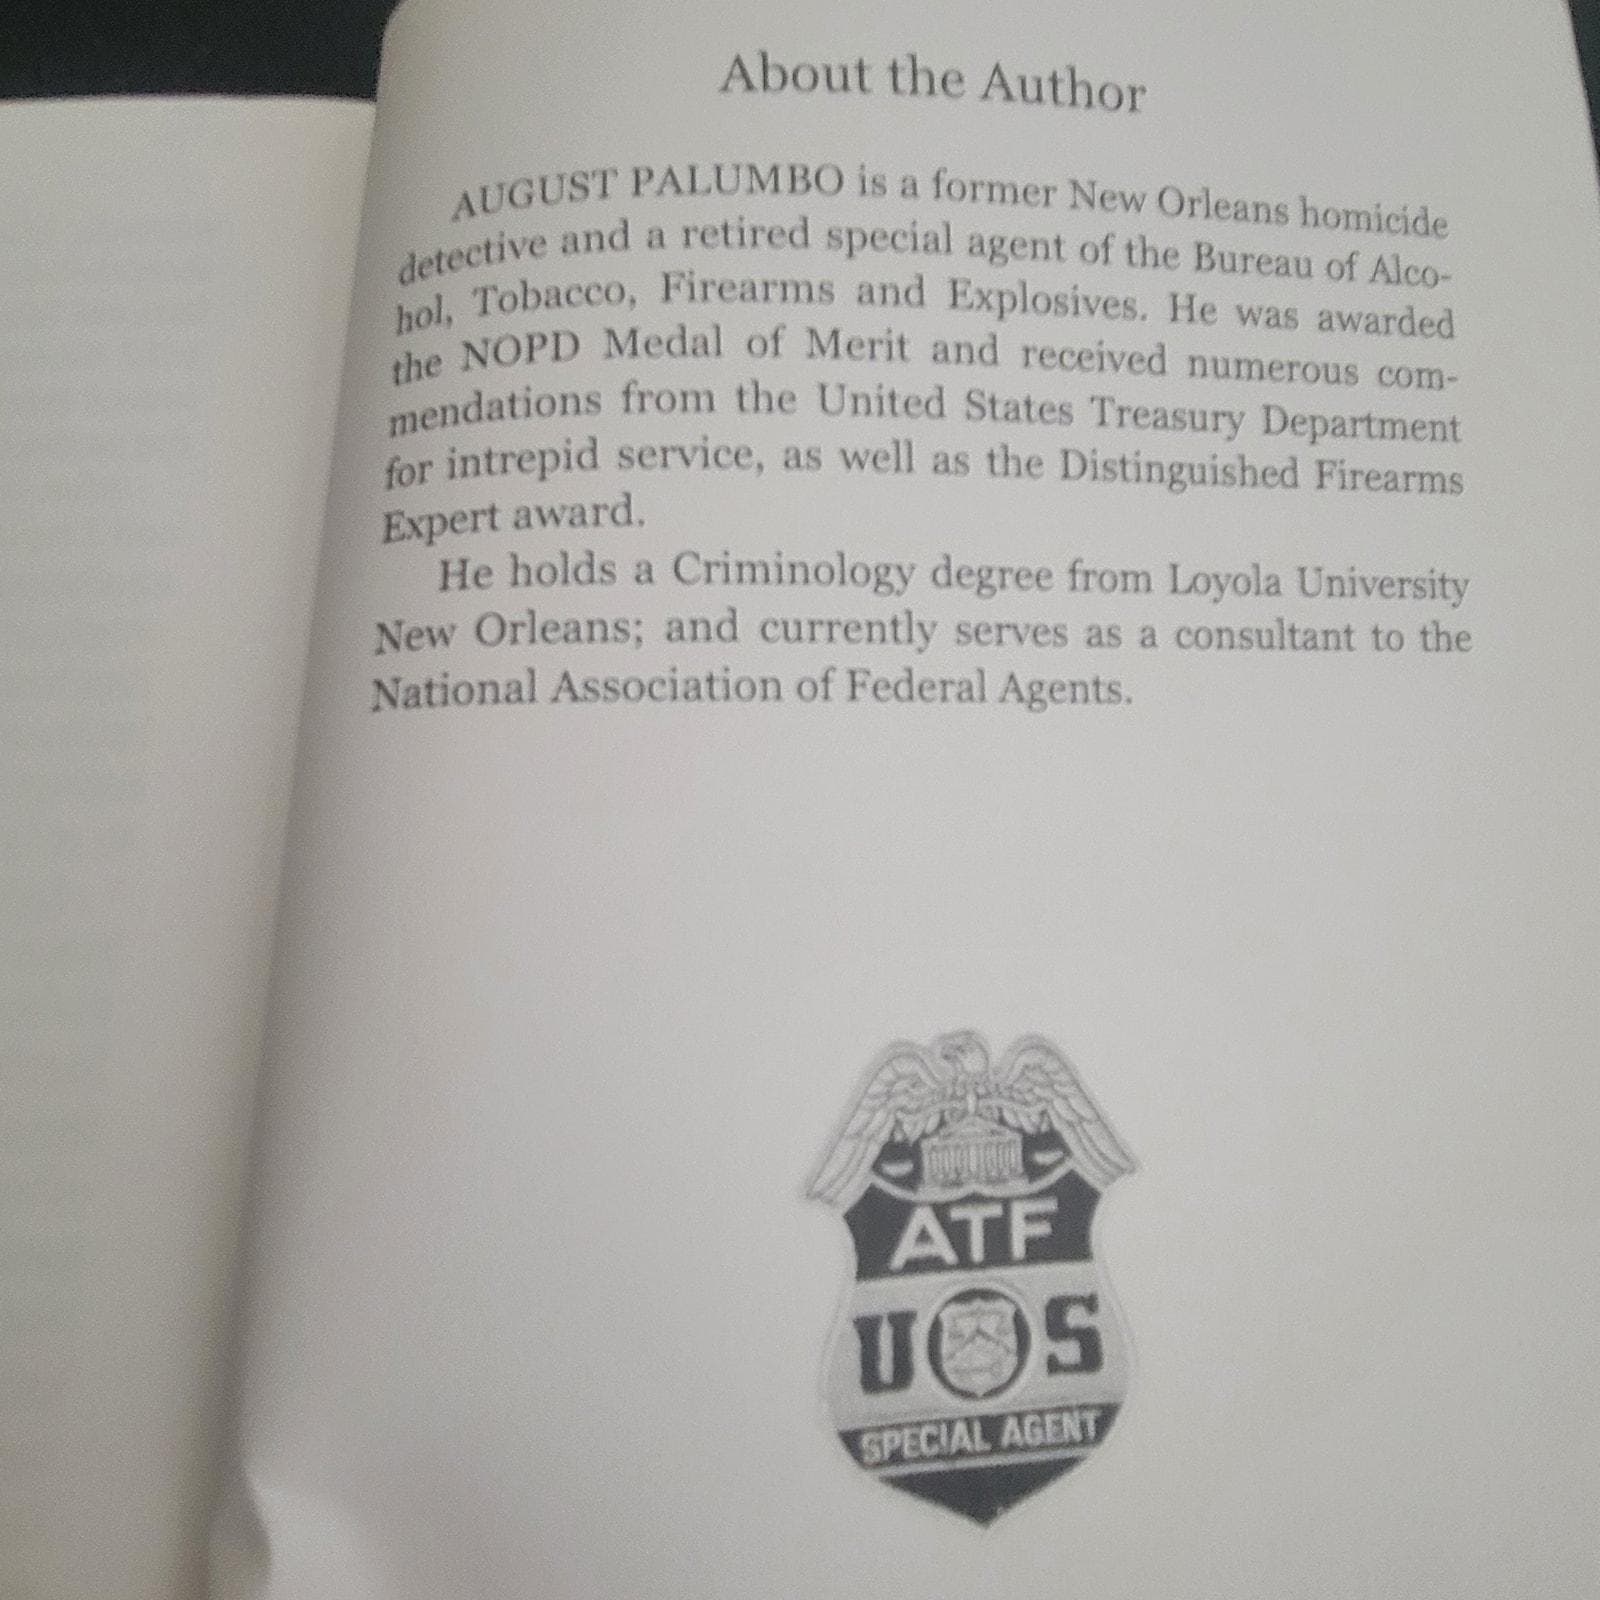 About the Author
AUGUST PALUMBO is a former New Orleans homicide
detective and a retired special agent of the Bureau of Alco-
hol, Tobacco, Firearms and Explosives. He was awarded
the NOPD Medal of Merit and received numerous com-
mendations from the United States Treasury Department
for intrepid service, as well as the Distinguished Firearms
Expert award.
He holds a Criminology degree from Loyola University
New Orleans; and currently serves as a consultant to the
National Association of Federal Agents.
ATF
U S
SPECIAL AGENT